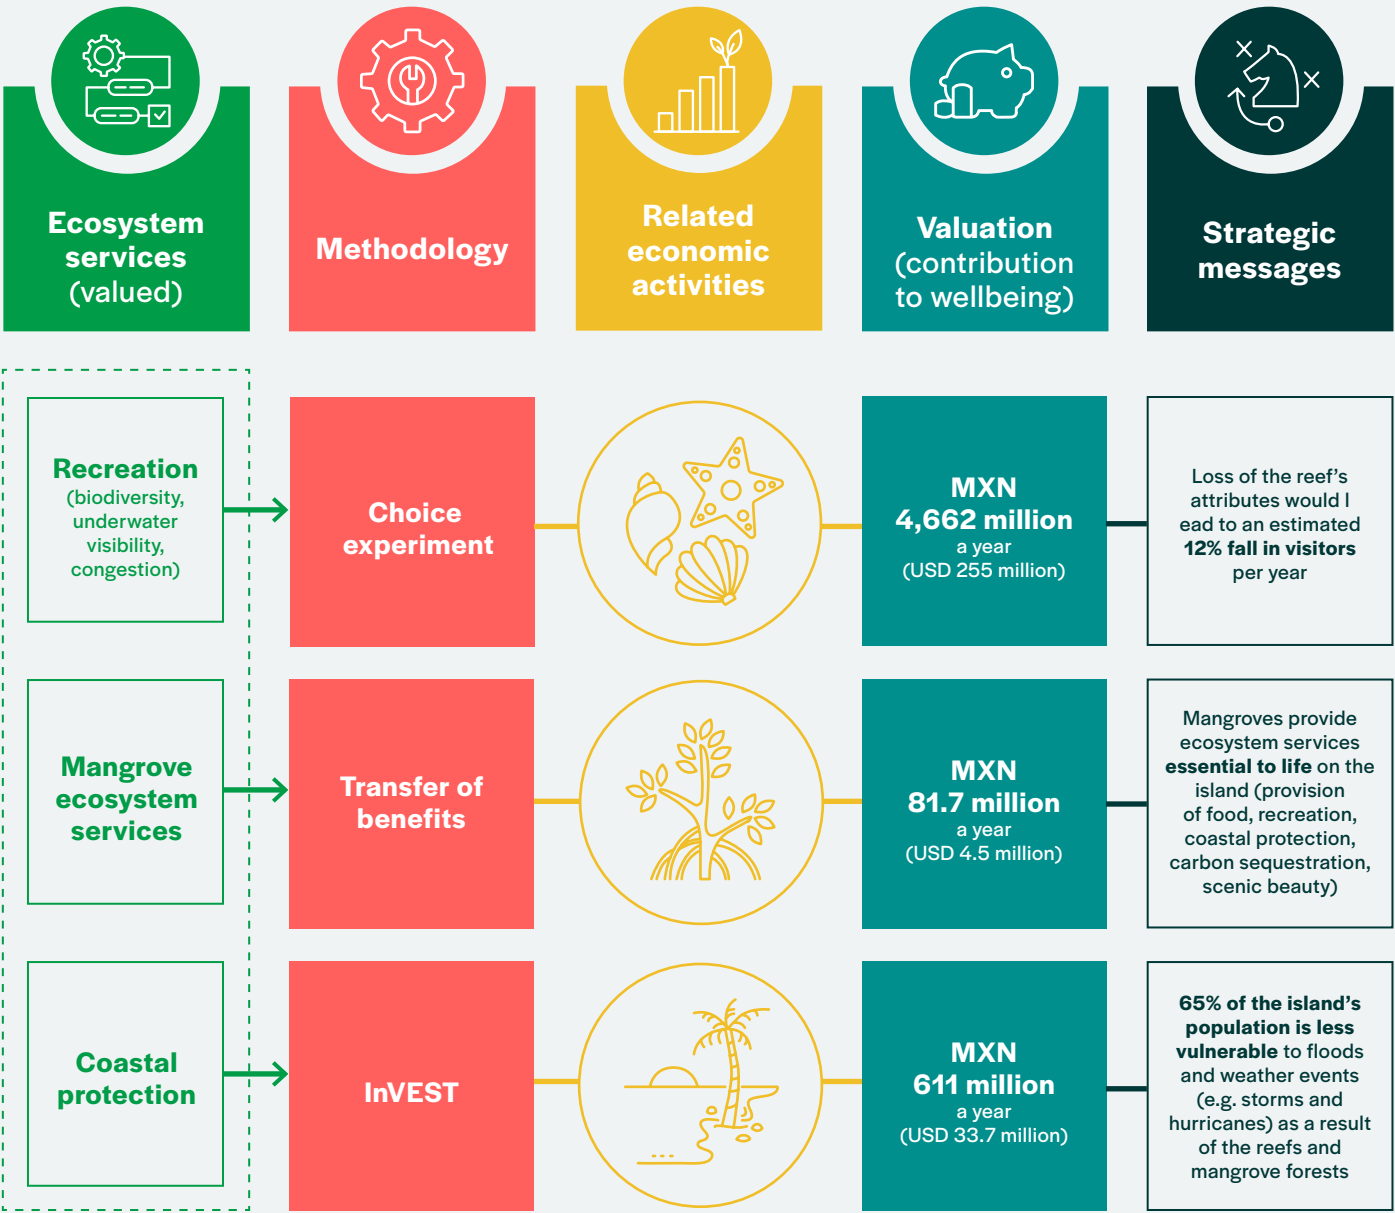 Ecosystem
services
(valued)
Methodology
Related
economic
activities
Valuation
(contribution
to wellbeing)
Strategic
messages
Recreation
(biodiversity,
underwater
visibility,
congestion)
Choice
experiment
MXN
4,662 million
a year
(USD 255 million)
Loss of the reef’s
attributes would l
ead to an estimated
12% fall in visitors
per year
Mangrove
ecosystem
services
Transfer of
benefits
MXN
81.7 million
a year
(USD 4.5 million)
Mangroves provide
ecosystem services
essential to life on the
island (provision
of food, recreation,
coastal protection,
carbon sequestration,
scenic beauty)
Coastal
protection
InVEST
MXN
611 million
a year
(USD 33.7 million)
65% of the island’s
population is less
vulnerable to floods
and weather events
(e.g. storms and
hurricanes) as a result
of the reefs and
mangrove forests